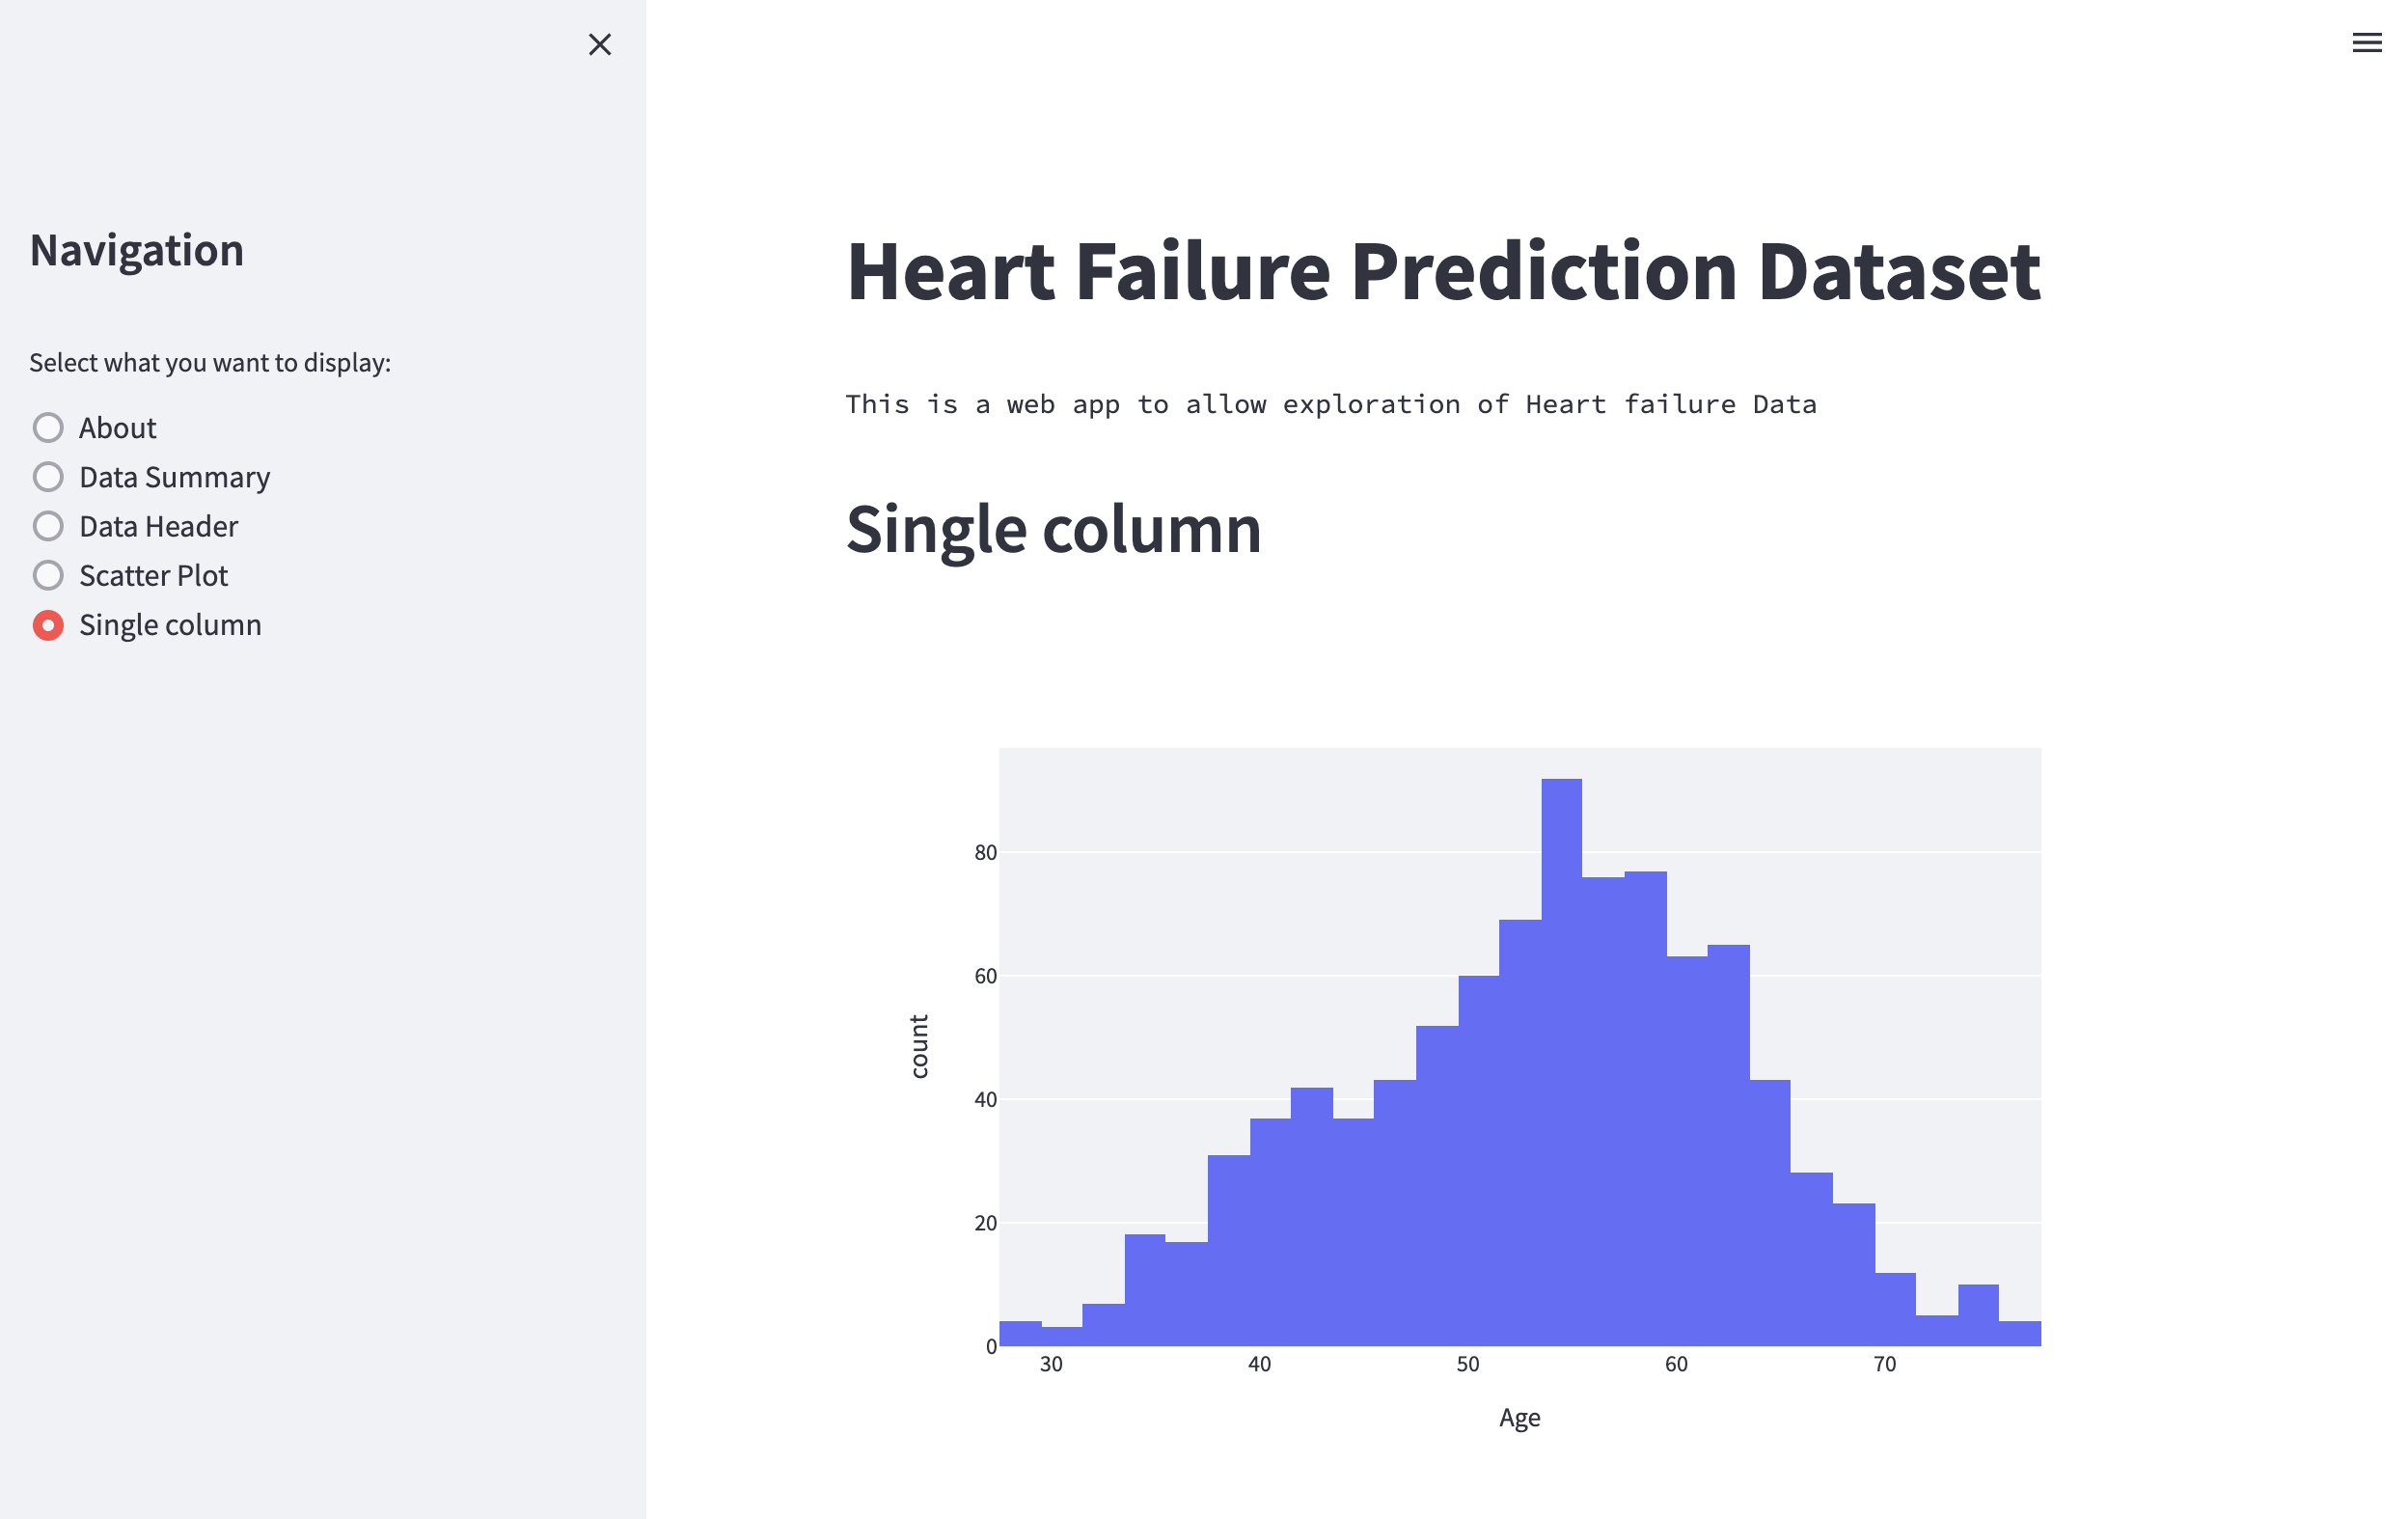 Navigation
Select what you want to display:
About
Data Summary
Data Header
Scatter Plot
Single column
Heart Failure Prediction Dataset
This is a web app to allow exploration of Heart failure Data
Single column
80
60
40
20
0
count
30 40 50 60 70
Age